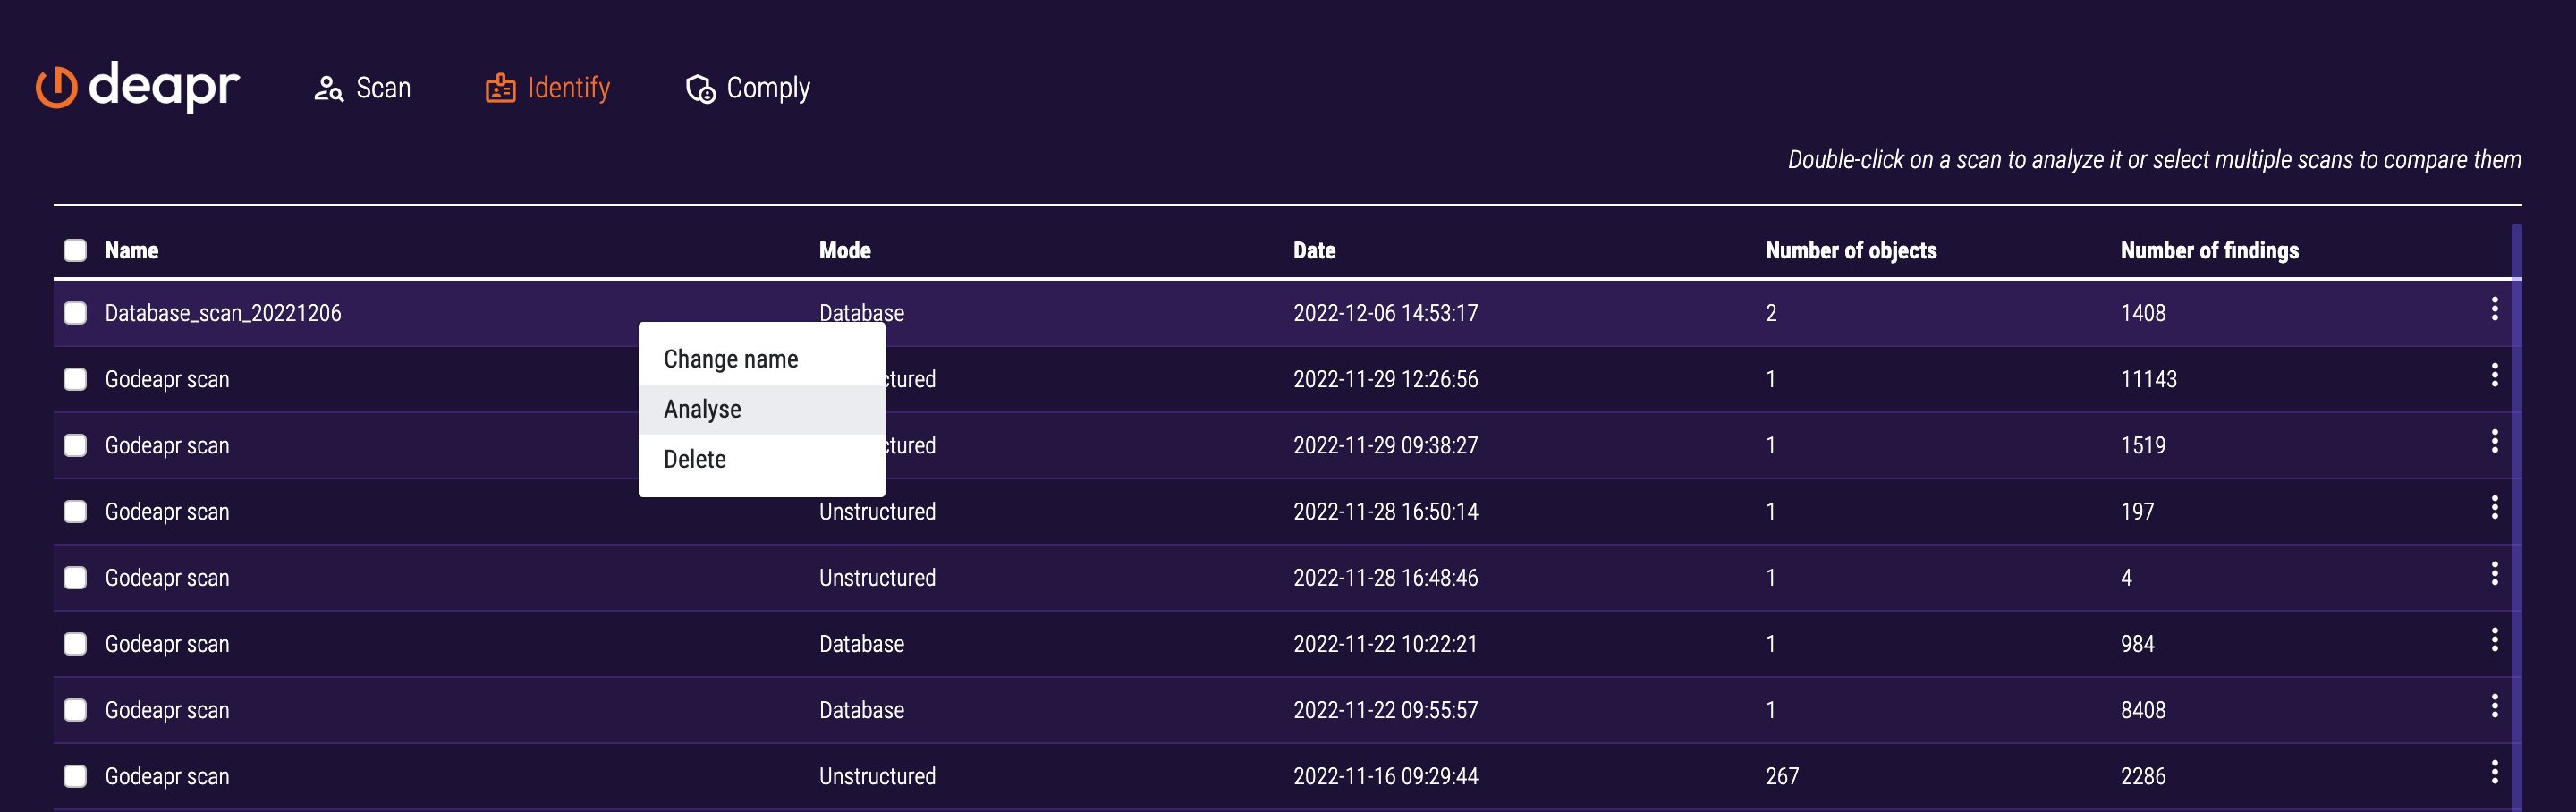 deapr Scan Identify Comply
Double-click on a scan to analyze it or select multiple scans to compare them
Name Mode Date Number of objects Number of findings
Database_scan_20221206 Database 2022-12-06 14:53:17 2 1408
Change name
Godeapr scan 2022-11-29 12:26:56 1 11143
Analyse
Godeapr scan 2022-11-29 09:38:27 1 1519
Delete
Godeapr scan Unstructured 2022-11-28 16:50:14 1 197
Godeapr scan Unstructured 2022-11-28 16:48:46 1 4
Godeapr scan Database 2022-11-22 10:22:21 1 984
Godeapr scan Database 2022-11-22 09:55:57 1 8408
Godeapr scan Unstructured 2022-11-16 09:29:44 267 2286